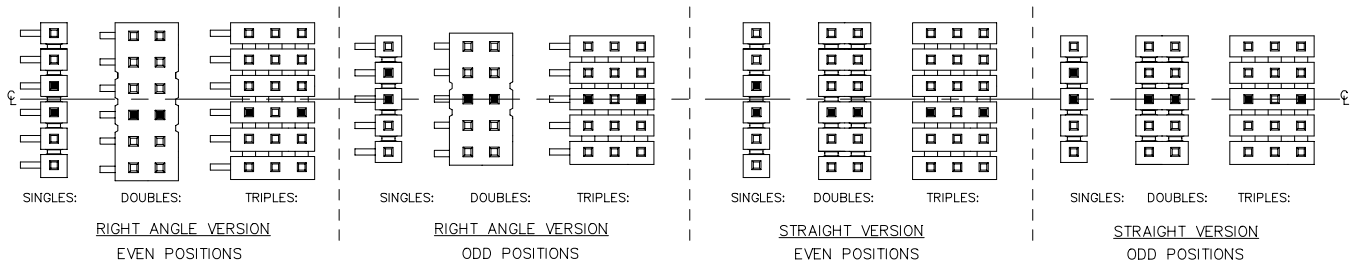 ℄ ℄
SINGLES: DOUBLES: TRIPLES:
RIGHT ANGLE VERSION
EVEN POSITIONS
SINGLES: DOUBLES: TRIPLES:
RIGHT ANGLE VERSION
ODD POSITIONS
SINGLES: DOUBLES: TRIPLES:
STRAIGHT VERSION
EVEN POSITIONS
SINGLES: DOUBLES: TRIPLES:
STRAIGHT VERSION
ODD POSITIONS